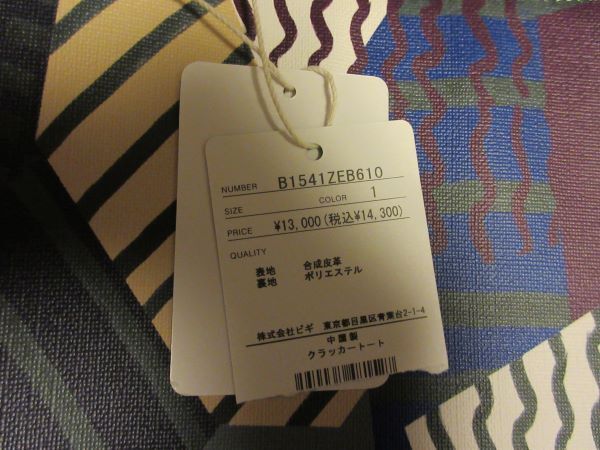 NUMBER B1541ZEB610
SIZE COLOR 1
PRICE ¥13,000(税込¥14,300)
QUALITY
表地 合成皮革
裏地 ポリエステル
株式会社ビギ 東京都目黒区青葉台2-1-4
中国製
クラッカートート